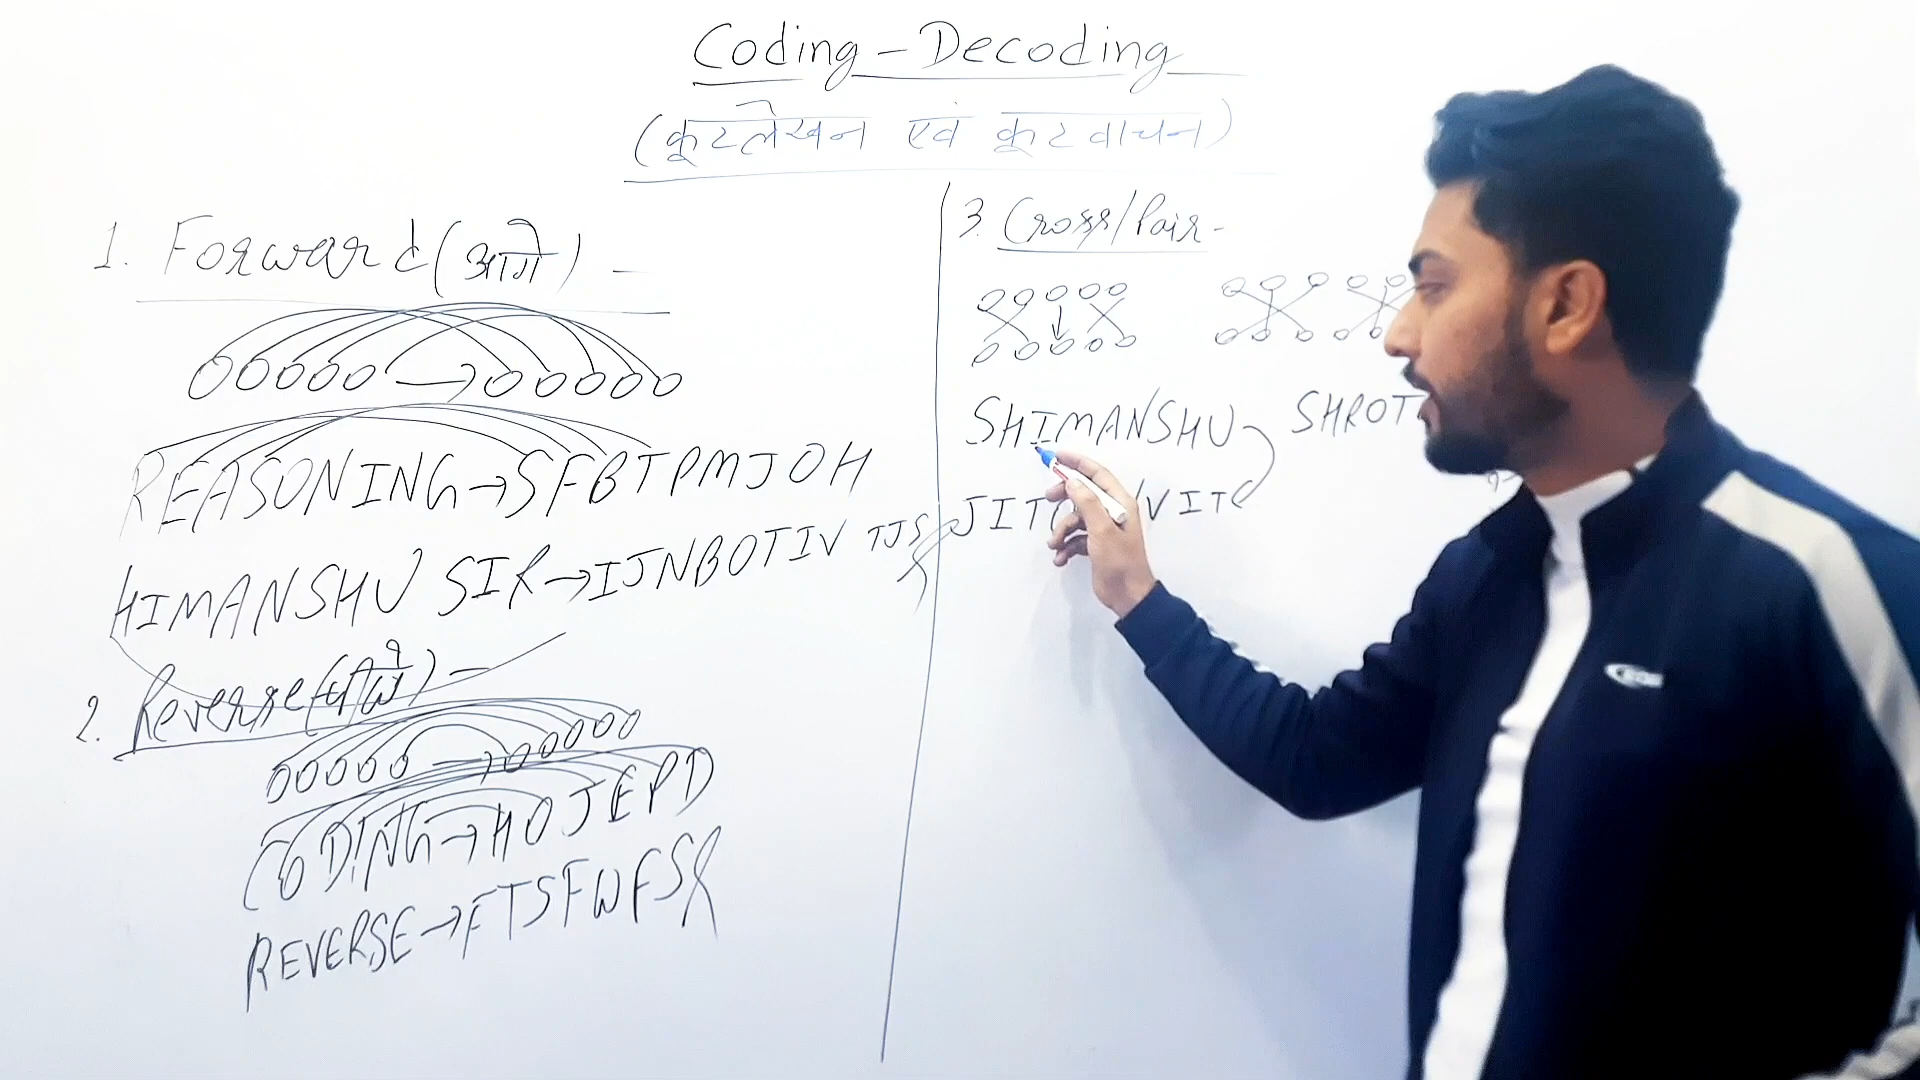 Coding - Decoding
(कूटलेखन एवं कूटवाचन)
1. Forward (आगे) -
REASONING → SFBTPMJOH
HIMANSHU SIR → IJNBOTIV TJS
2. Reverse (पीछे) -
CODING → HOJEPD
REVERSE → FTSFWFS
3. Cross/Pair -
SHIMANSHU
SHROT
JIT
VIT